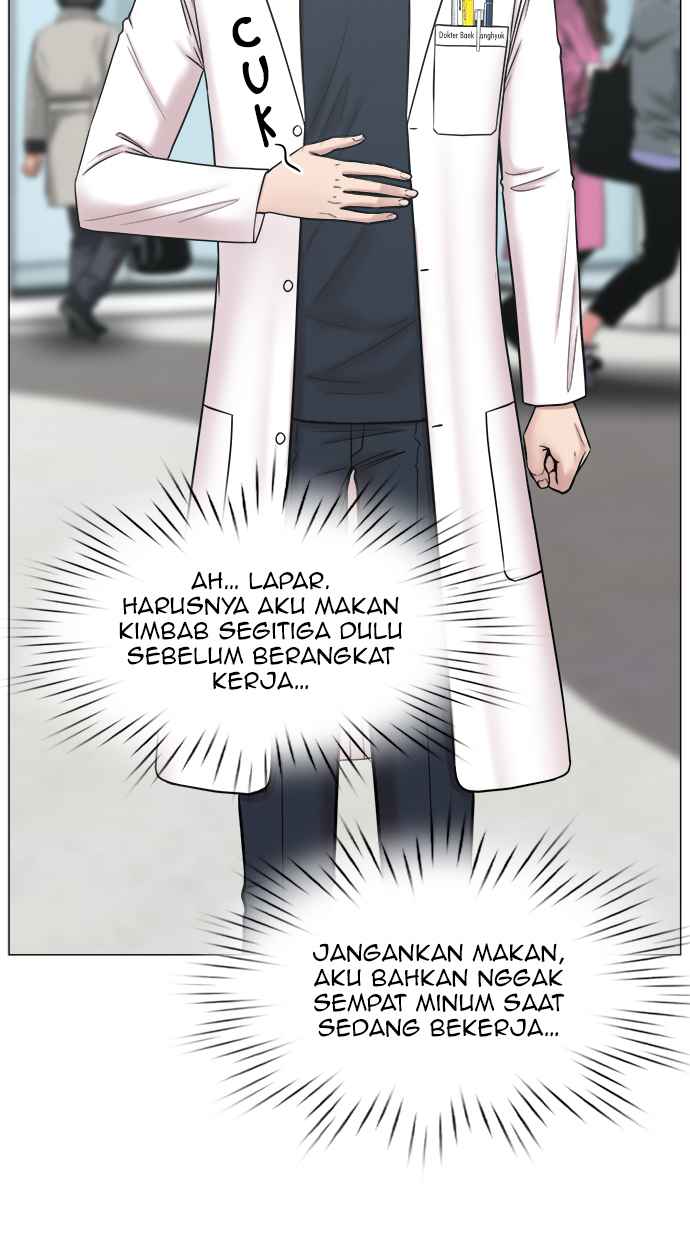 CUK
Dokter Baek
AH... LAPAR.
HARUSNYA AKU MAKAN
KIMBAB SEGITIGA DULU
SEBELUM BERANGKAT
KERJA...
JANGANKAN MAKAN,
AKU BAHKAN NGGAK
SEMPAT MINUM SAAT
SEDANG BEKERJA...